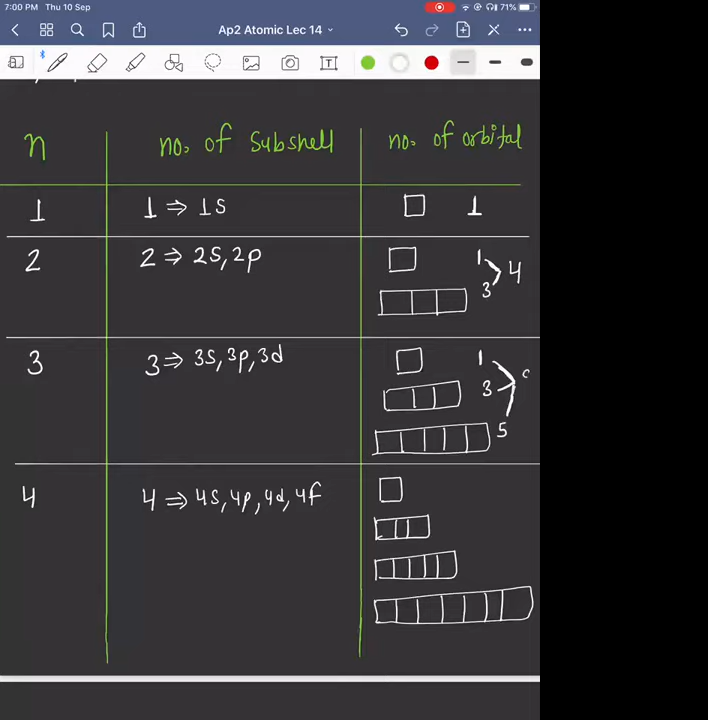 7:00 PM Thu 10 Sep 71%
Ap2 Atomic Lec 14
T
n no. of subshell no. of orbital
1 1 ⇒ 1s 1
2 2 ⇒ 2s, 2p 1
3 4
3 3 ⇒ 3s, 3p, 3d 1
3
5
4 4 ⇒ 4s, 4p, 4d, 4f